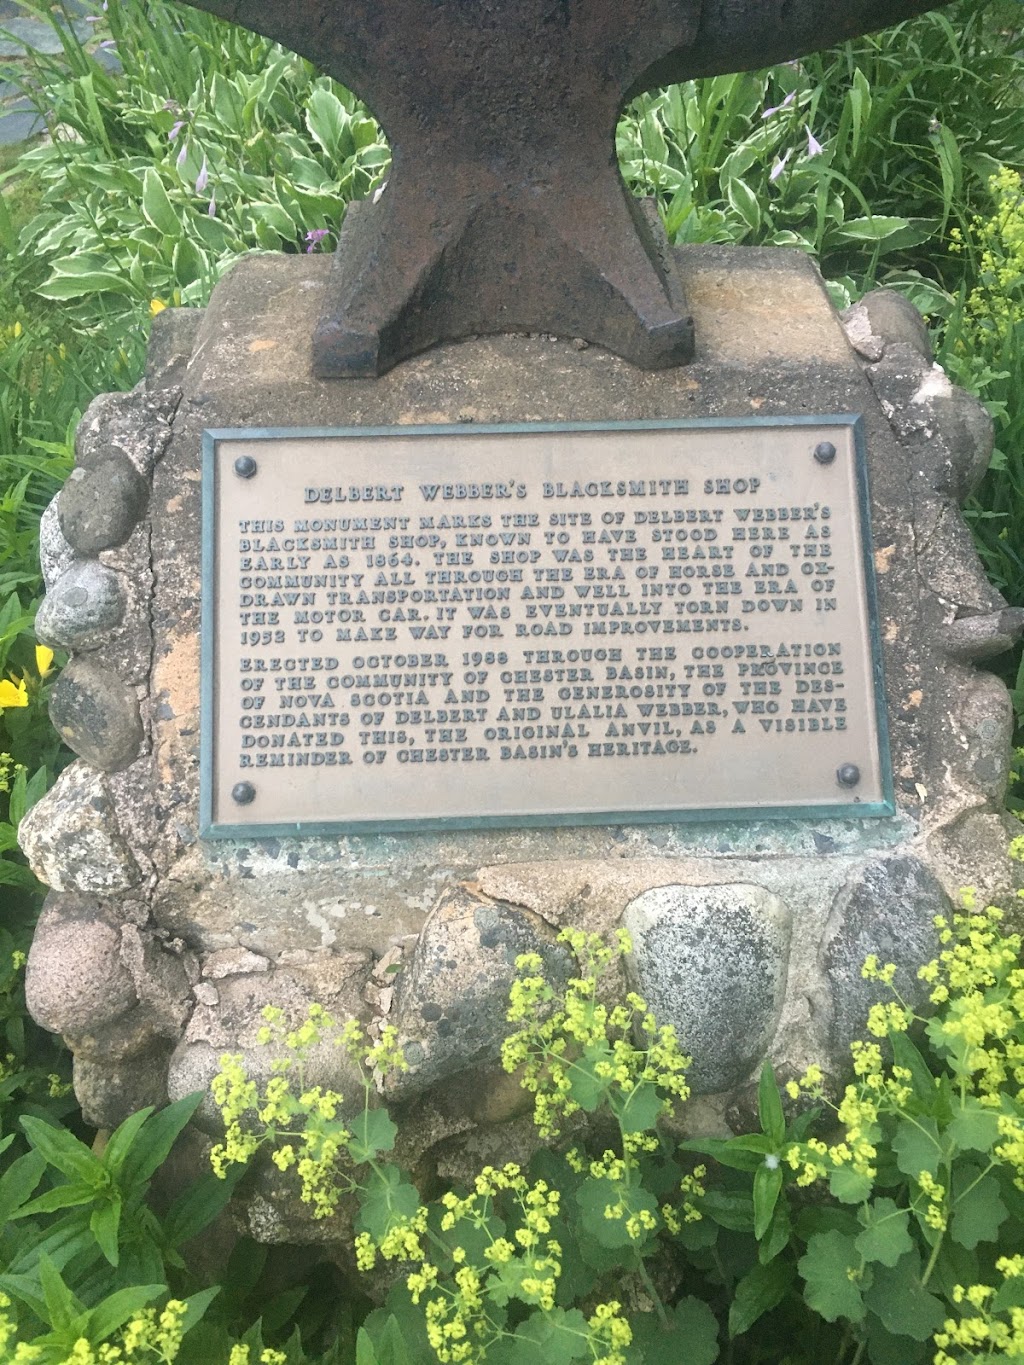 DELBERT WEBBER'S BLACKSMITH SHOP
THIS MONUMENT MARKS THE SITE OF DELBERT WEBBER'S
BLACKSMITH SHOP, KNOWN TO HAVE STOOD HERE AS
EARLY AS 1864. THE SHOP WAS THE HEART OF THE
COMMUNITY ALL THROUGH THE ERA OF HORSE AND OX-
DRAWN TRANSPORTATION AND WELL INTO THE ERA OF
THE MOTOR CAR. IT WAS EVENTUALLY TORN DOWN IN
1952 TO MAKE WAY FOR ROAD IMPROVEMENTS.
ERECTED OCTOBER 1988 THROUGH THE COOPERATION
OF THE COMMUNITY OF CHESTER BASIN, THE PROVINCE
OF NOVA SCOTIA AND THE GENEROSITY OF THE DES-
CENDANTS OF DELBERT AND ULALIA WEBBER, WHO HAVE
DONATED THIS, THE ORIGINAL ANVIL, AS A VISIBLE
REMINDER OF CHESTER BASIN'S HERITAGE.